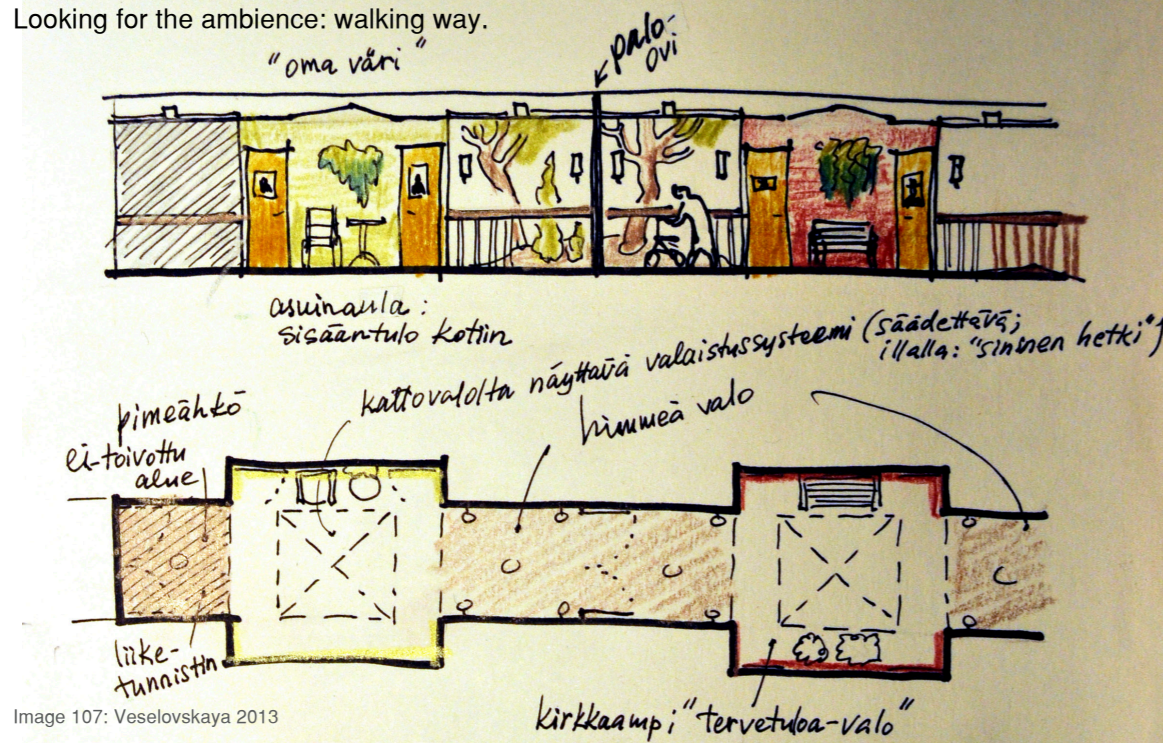 Looking for the ambience: walking way.
"oma väri"
palo-
ovi
asuinaula:
sisääntulo kotiin
kattovalolta näyttävä valaistussysteemi (säädettävä;
illalla: "sininen hetki")
pimeähkö
ei-toivottu
alue
himmeä valo
liike-
tunnistin
kirkkaampi "tervetuloa-valo"
Image 107: Veselovskaya 2013